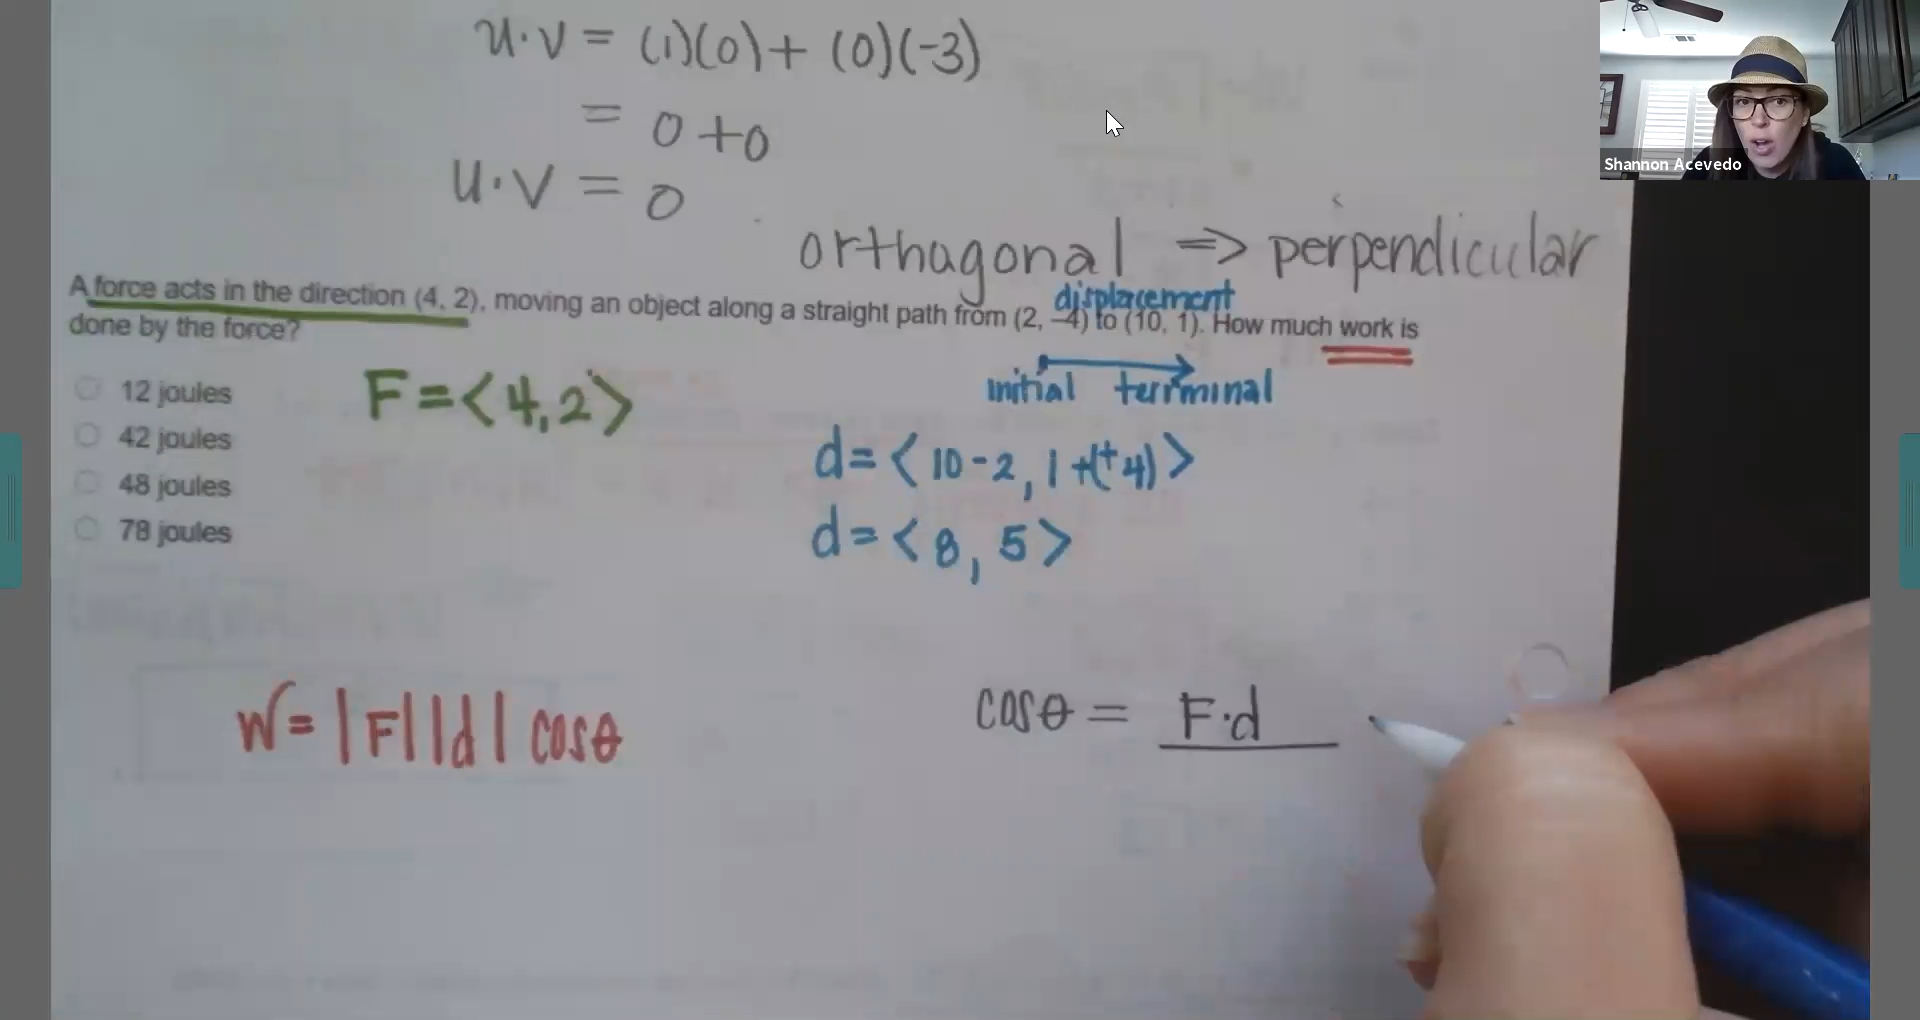 u·v = (1)(0) + (0)(-3)
= 0+0
u·v = 0
Shannon Acevedo
orthagonal => perpendicular
displacement
A force acts in the direction (4, 2), moving an object along a straight path from (2, –4) to (10, 1). How much work is
done by the force?
12 joules
42 joules
48 joules
78 joules
F = <4,2>
initial terminal
d = <10-2, 1+(+4)>
d = <8, 5>
W = |F||d| cosθ
cosθ = F·d